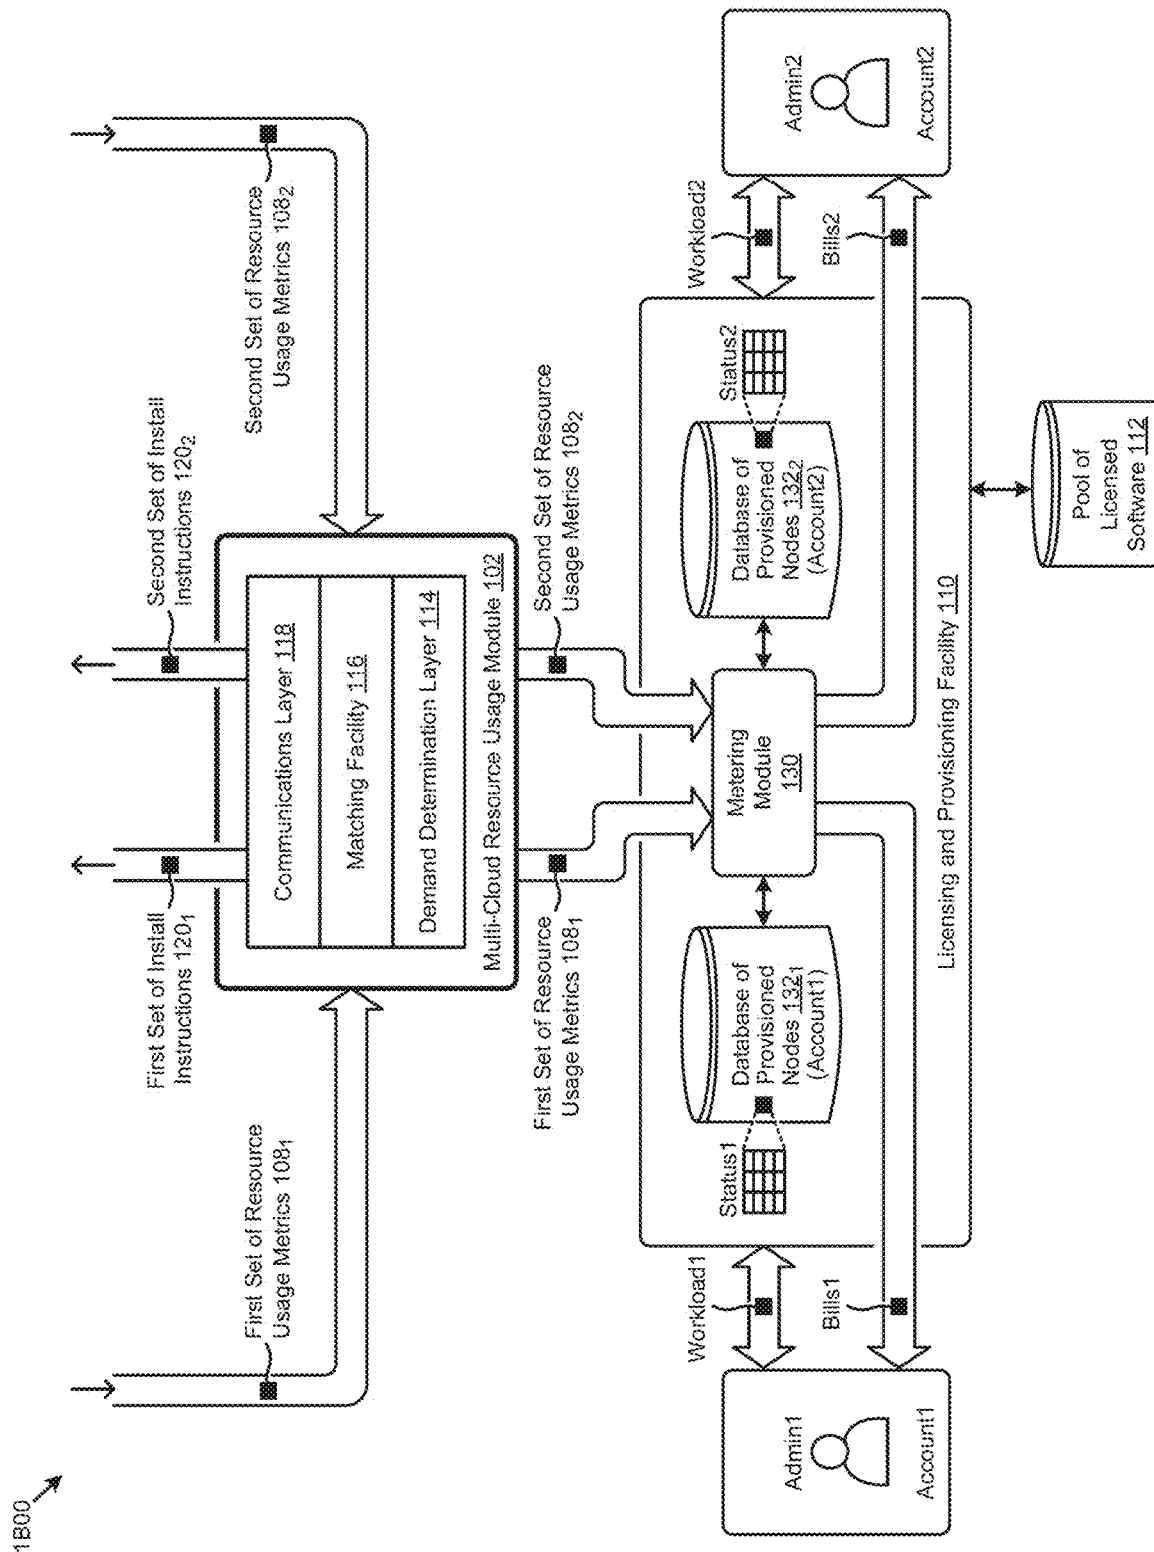 1B00
First Set of Resource
Usage Metrics 108₁
First Set of Install
Instructions 120₁
Second Set of Install
Instructions 120₂
Second Set of Resource
Usage Metrics 108₂
Communications Layer 118
Matching Facility 116
Demand Determination Layer 114
Multi-Cloud Resource Usage Module 102
First Set of Resource
Usage Metrics 108₁
Second Set of Resource
Usage Metrics 108₂
Workload1
Workload2
Admin1
Account1
Bills1
Status1
Database of
Provisioned
Nodes 132₁
(Account1)
Metering
Module
130
Database of
Provisioned
Nodes 132₂
(Account2)
Status2
Bills2
Admin2
Account2
Licensing and Provisioning Facility 110
Pool of
Licensed
Software 112